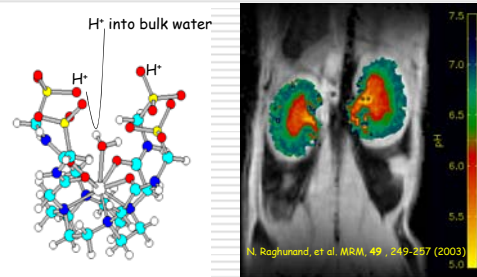 H⁺ into bulk water
H⁺
H⁺
7.5
7.0
6.5
pH
6.0
5.5
5.0
N. Raghunand, et al. MRM, 49 , 249-257 (2003)